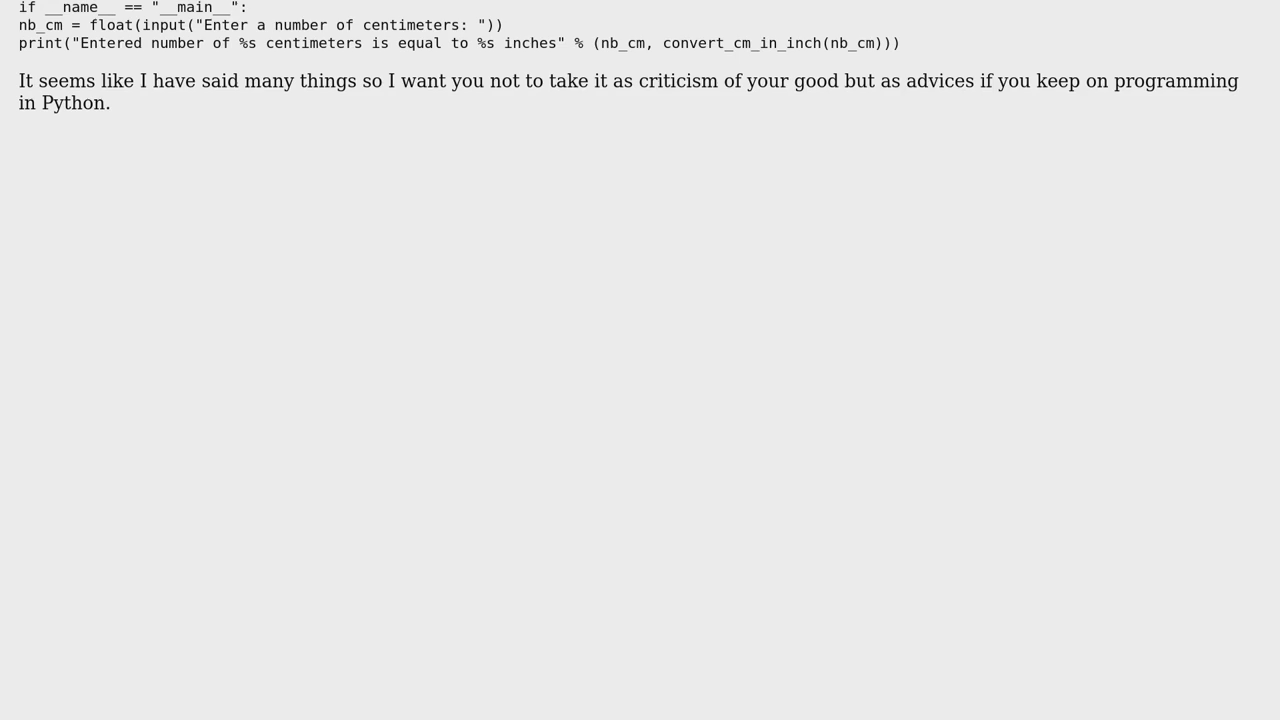 if __name__ == "__main__":
nb_cm = float(input("Enter a number of centimeters: "))
print("Entered number of %s centimeters is equal to %s inches" % (nb_cm, convert_cm_in_inch(nb_cm)))
It seems like I have said many things so I want you not to take it as criticism of your good but as advices if you keep on programming
in Python.